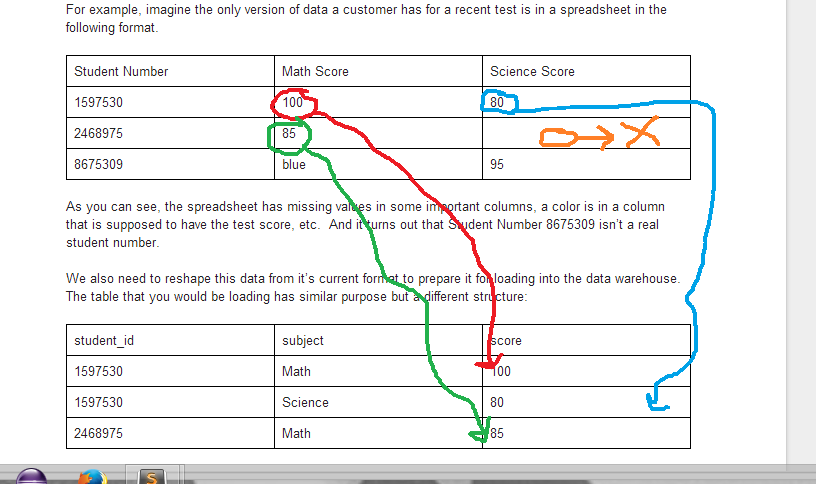 For example, imagine the only version of data a customer has for a recent test is in a spreadsheet in the
following format.
Student Number Math Score Science Score
1597530 100 80
2468975 85
8675309 blue 95
As you can see, the spreadsheet has missing values in some important columns, a color is in a column
that is supposed to have the test score, etc. And it turns out that Student Number 8675309 isn't a real
student number.
We also need to reshape this data from it's current format to prepare it for loading into the data warehouse.
The table that you would be loading has similar purpose but a different structure:
student_id subject score
1597530 Math 100
1597530 Science 80
2468975 Math 85
S